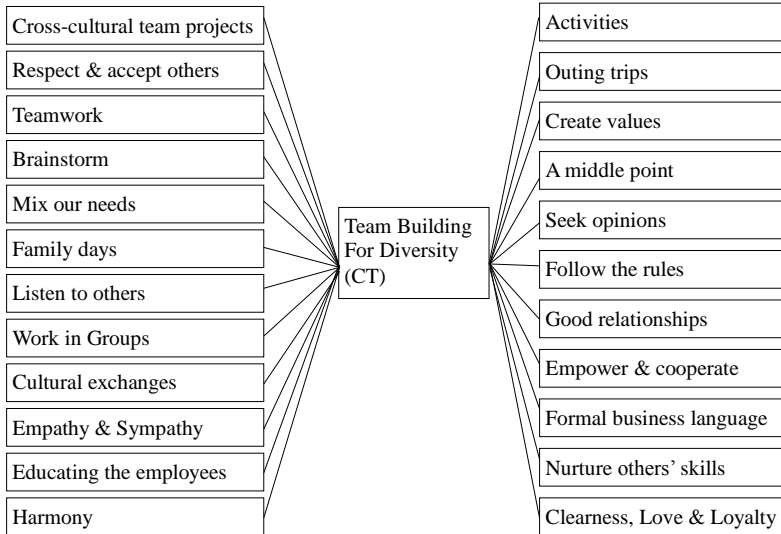 Cross-cultural team projects
Respect & accept others
Teamwork
Brainstorm
Mix our needs
Family days
Listen to others
Work in Groups
Cultural exchanges
Empathy & Sympathy
Educating the employees
Harmony
Team Building
For Diversity
(CT)
Activities
Outing trips
Create values
A middle point
Seek opinions
Follow the rules
Good relationships
Empower & cooperate
Formal business language
Nurture others’ skills
Clearness, Love & Loyalty